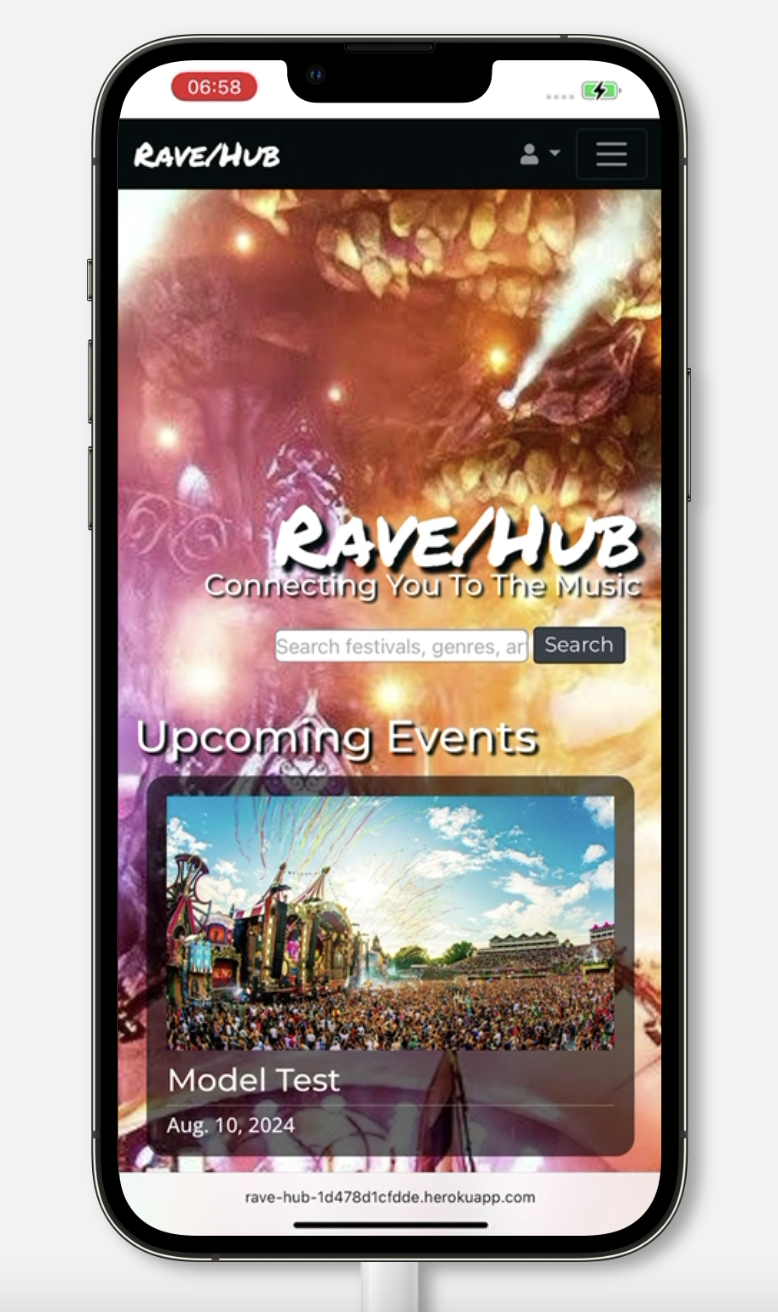 06:58
RAVE/HUB
RAVE/HUB
Connecting You To The Music
Search festivals, genres, ar
Search
Upcoming Events
Model Test
Aug. 10, 2024
rave-hub-1d478d1cfdde.herokuapp.com